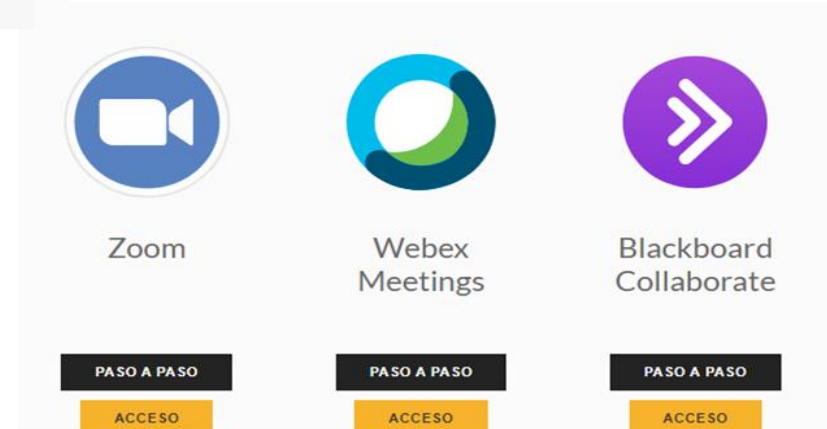 Zoom
Webex
Meetings
Blackboard
Collaborate
PASO A PASO
PASO A PASO
PASO A PASO
ACCESO
ACCESO
ACCESO